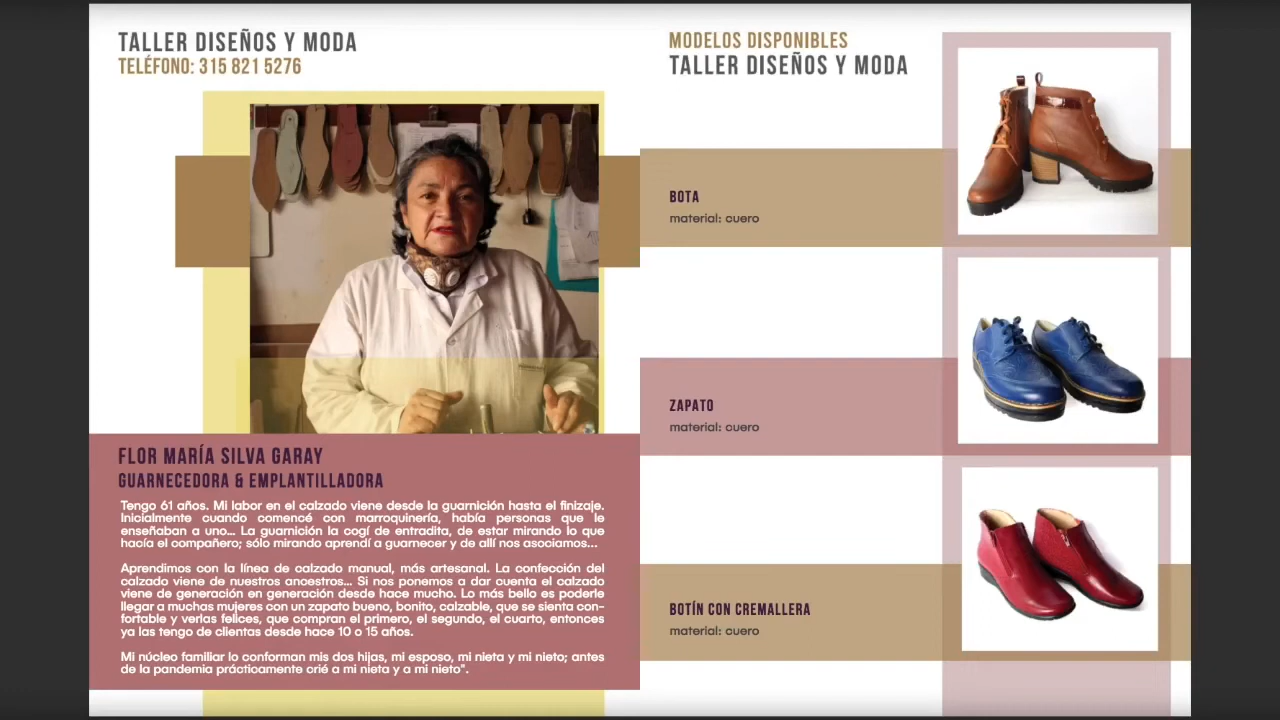 TALLER DISEÑOS Y MODA
TELÉFONO: 315 821 5276
FLOR MARÍA SILVA GARAY
GUARNECEDORA & EMPLANTILLADORA
Tengo 61 años. Mi labor en el calzado viene desde la guarnición hasta el finizaje.
Inicialmente cuando comencé con marroquinería, había personas que le
enseñaban a uno... La guarnición la cogí de entradita, de estar mirando lo que
hacía el compañero; sólo mirando aprendí a guarnecer y de allí nos asociamos...
Aprendimos con la línea de calzado manual, más artesanal. La confección del
calzado viene de nuestros ancestros... Si nos ponemos a dar cuenta el calzado
viene de generación en generación desde hace mucho. Lo más bello es poderle
llegar a muchas mujeres con un zapato bueno, bonito, calzable, que se sienta con-
fortable y verlas felices, que compran el primero, el segundo, el cuarto, entonces
ya las tengo de clientas desde hace 10 o 15 años.
Mi núcleo familiar lo conforman mis dos hijas, mi esposo, mi nieta y mi nieto; antes
de la pandemia prácticamente crié a mi nieta y a mi nieto".
MODELOS DISPONIBLES
TALLER DISEÑOS Y MODA
BOTA
material: cuero
ZAPATO
material: cuero
BOTÍN CON CREMALLERA
material: cuero